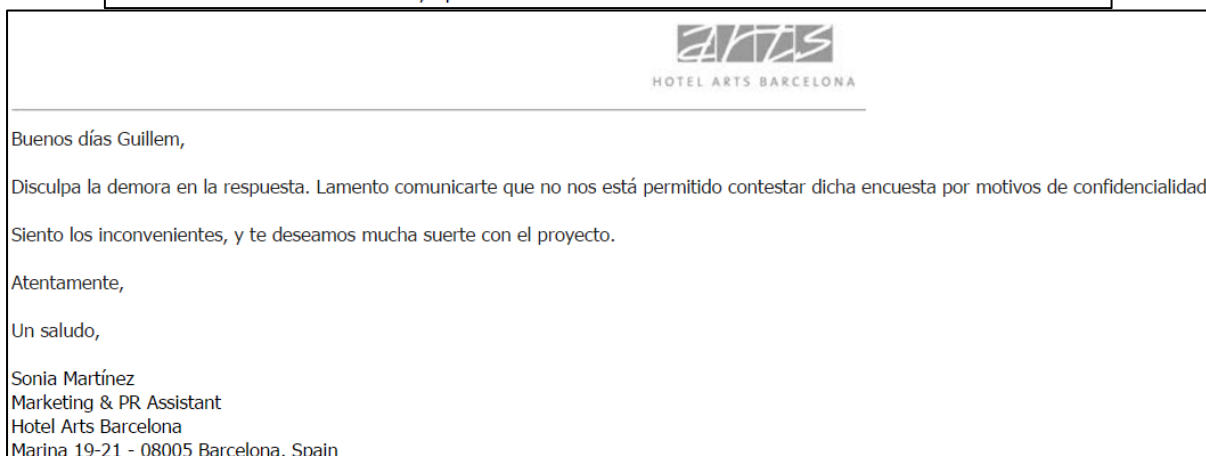 arts
HOTEL ARTS BARCELONA
Buenos días Guillem,
Disculpa la demora en la respuesta. Lamento comunicarte que no nos está permitido contestar dicha encuesta por motivos de confidencialidad
Siento los inconvenientes, y te deseamos mucha suerte con el proyecto.
Atentamente,
Un saludo,
Sonia Martínez
Marketing & PR Assistant
Hotel Arts Barcelona
Marina 19-21 - 08005 Barcelona, Spain